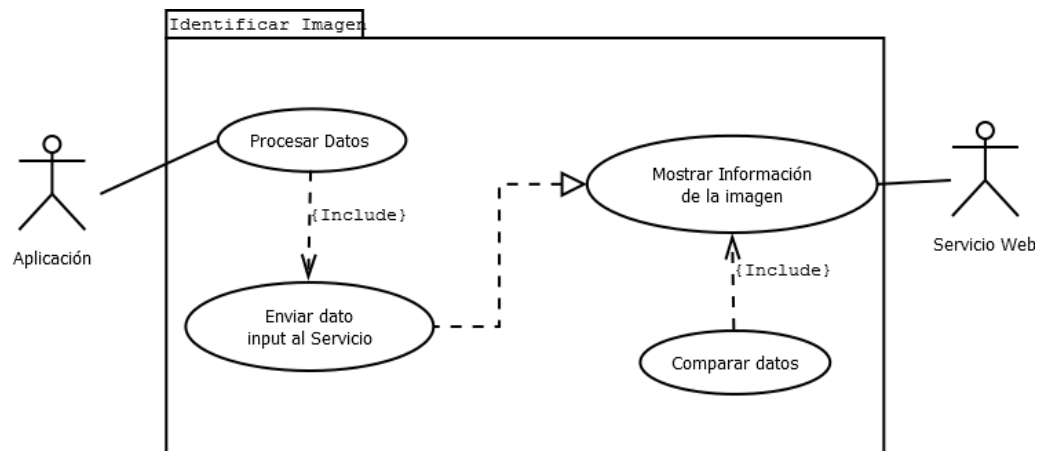 Identificar Imagen
Procesar Datos
{Include}
Enviar dato
input al Servicio
Aplicación
Mostrar Información
de la imagen
{Include}
Comparar datos
Servicio Web